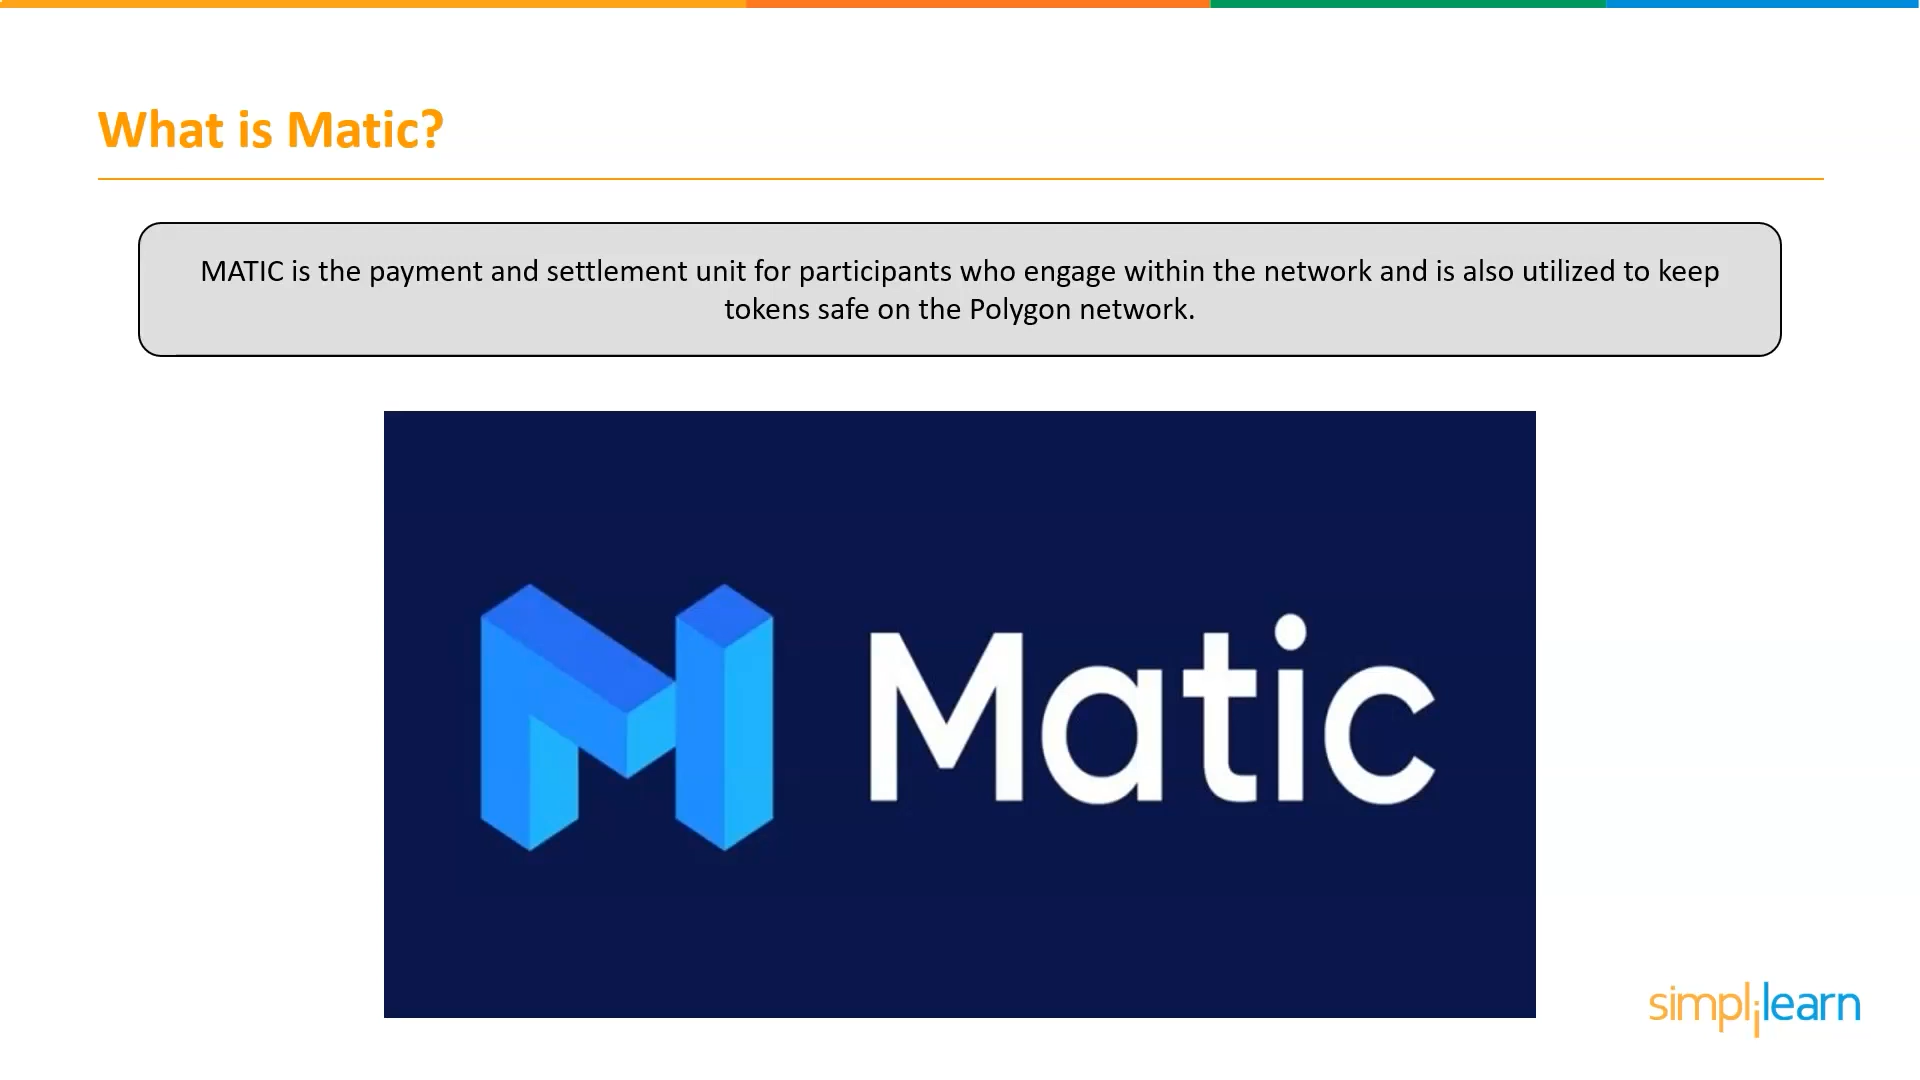 What is Matic?
MATIC is the payment and settlement unit for participants who engage within the network and is also utilized to keep
tokens safe on the Polygon network.
Matic
simplilearn